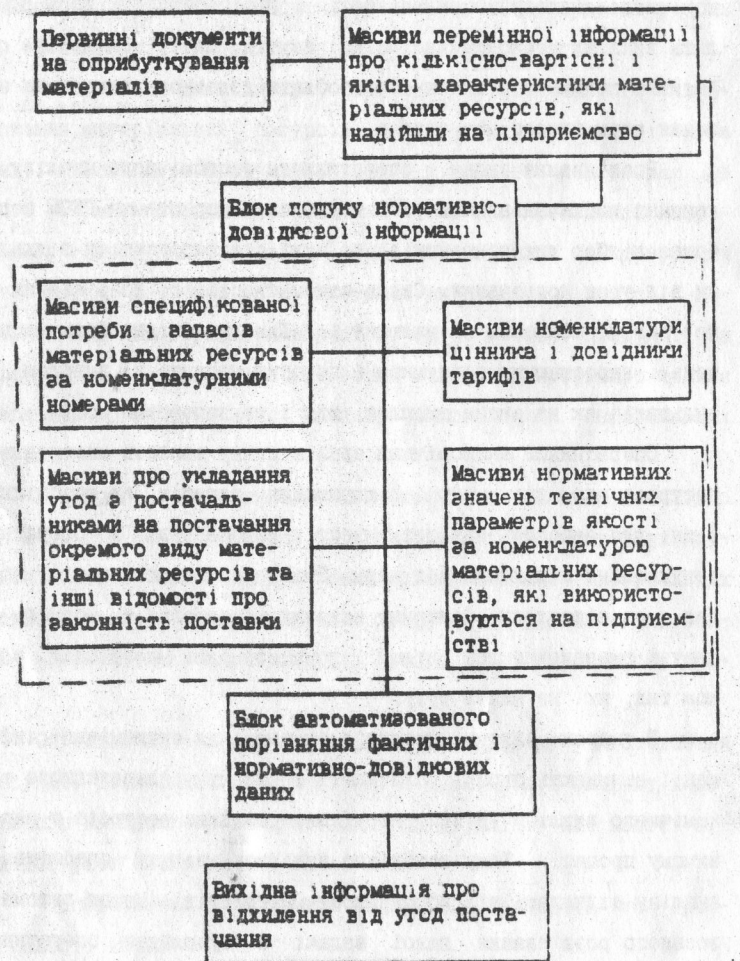 Первинні документи
на оприбуткування
матеріалів
Масиви перемінної інформації
про кількісно-вартісні і
якісні характеристики мате-
ріальних ресурсів, які
надійшли на підприємство
Блок пошуку нормативно-
довідкової інформації
Масиви специфікованої
потреби і запасів
матеріальних ресурсів
за номенклатурними
номерами
Масиви номенклатури
цінника і довідники
тарифів
Масиви про укладання
угод з постачаль-
никами на постачання
окремого виду мате-
ріальних ресурсів та
інші відомості про
законність поставки
Масиви нормативних
значень технічних
параметрів якості
за номенклатурою
матеріальних ресур-
сів, які використо-
вуються на підприєм-
стві
Блок автоматизованого
порівняння фактичних і
нормативно-довідкових
даних
Вихідна інформація про
відхилення від угод поста-
чання